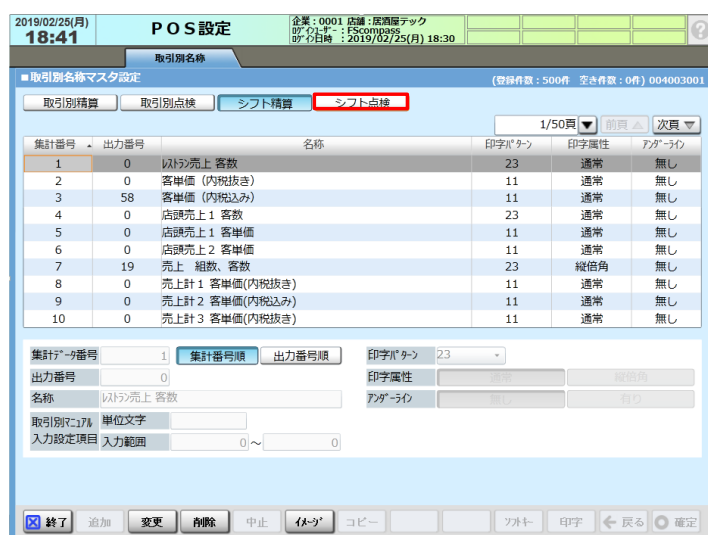 2019/02/25(月)
18:41
POS設定
企業：0001 店舗：居酒屋テック
ﾛｸﾞｲﾝﾕｰｻﾞｰ：FScompass
ﾛｸﾞｲﾝ日時 ：2019/02/25(月) 18:30
?
取引別名称
■取引別名称マスタ設定
(登録件数：500件 空き件数：0件) 004003001
取引別精算 取引別点検 シフト精算 シフト点検
1/50頁▼ 前頁▲ 次頁▼
集計番号 ▲ 出力番号 名称 印字ﾊﾟﾀｰﾝ 印字属性 ｱﾝﾀﾞｰﾗｲﾝ
1 0 ﾚｽﾄﾗﾝ売上 客数 23 通常 無し
2 0 客単価（内税抜き） 11 通常 無し
3 58 客単価（内税込み） 11 通常 無し
4 0 店頭売上１ 客数 23 通常 無し
5 0 店頭売上１ 客単価 11 通常 無し
6 0 店頭売上２ 客単価 11 通常 無し
7 19 売上　組数、客数 23 縦倍角 無し
8 0 売上計１ 客単価(内税抜き) 11 通常 無し
9 0 売上計２ 客単価(内税込み) 11 通常 無し
10 0 売上計３ 客単価(内税抜き) 11 通常 無し
集計ﾃﾞｰﾀ番号 1 集計番号順 出力番号順 印字ﾊﾟﾀｰﾝ 23
出力番号 0 印字属性 通常 縦倍角
名称 ﾚｽﾄﾗﾝ売上 客数 ｱﾝﾀﾞｰﾗｲﾝ 無し 有り
取引別ﾏﾆｭｱﾙ 単位文字
入力設定項目 入力範囲 0～ 0
終了 追加 変更 削除 中止 ｲﾒｰｼﾞ コピー ｿﾌﾄｷｰ 印字 戻る 確定